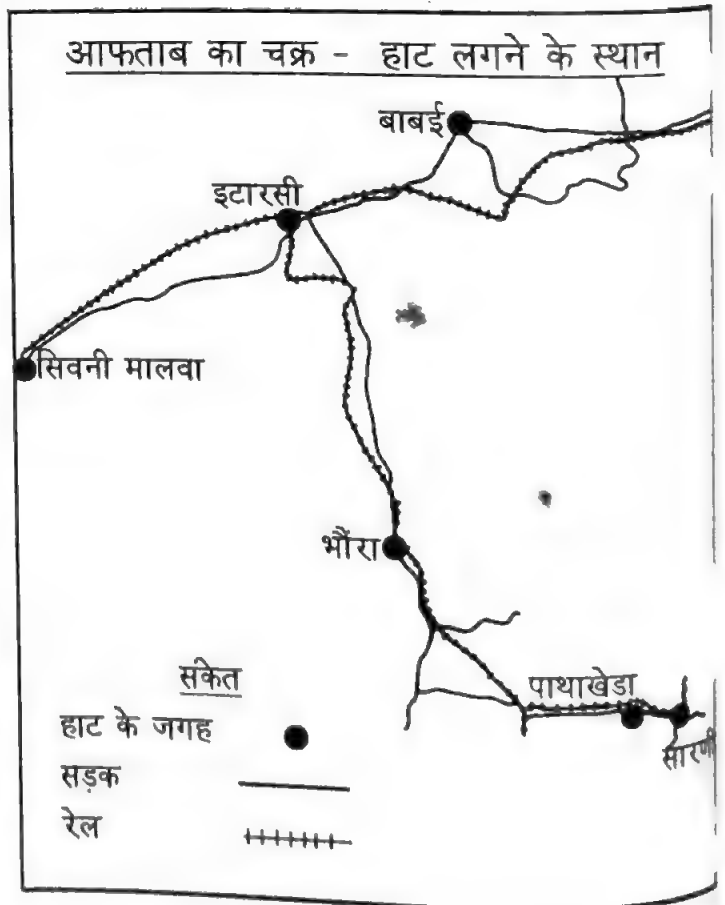 आफताब का चक्र - हाट लगने के स्थान
बाबई
इटारसी
सिवनी मालवा
भौंरा
पाथाखेडा
सारणी
संकेत
हाट के जगह
सड़क
रेल